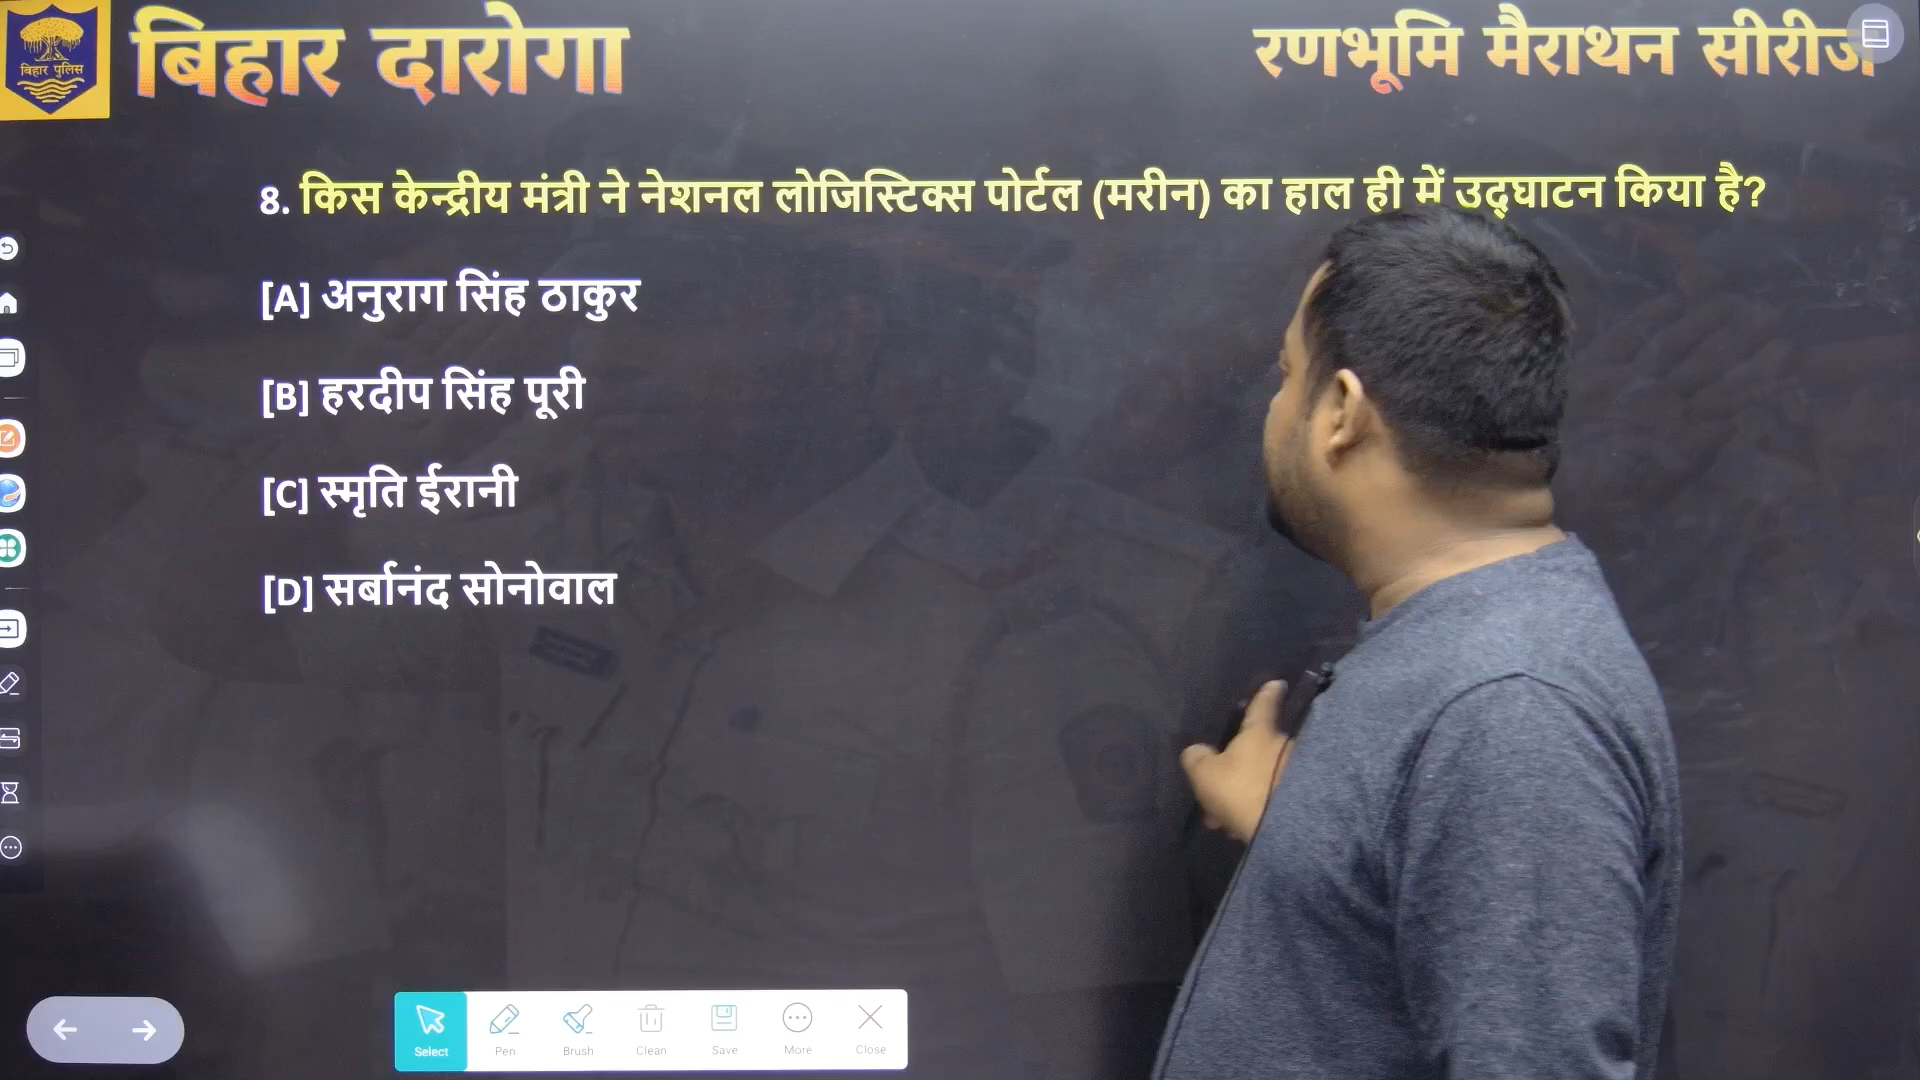 बिहार पुलिस
बिहार दारोगा
रणभूमि मैराथन सीरीज
8. किस केन्द्रीय मंत्री ने नेशनल लोजिस्टिक्स पोर्टल (मरीन) का हाल ही में उद्घाटन किया है?
[A] अनुराग सिंह ठाकुर
[B] हरदीप सिंह पूरी
[C] स्मृति ईरानी
[D] सर्बानंद सोनोवाल
Select Pen Brush Clean Save More Close